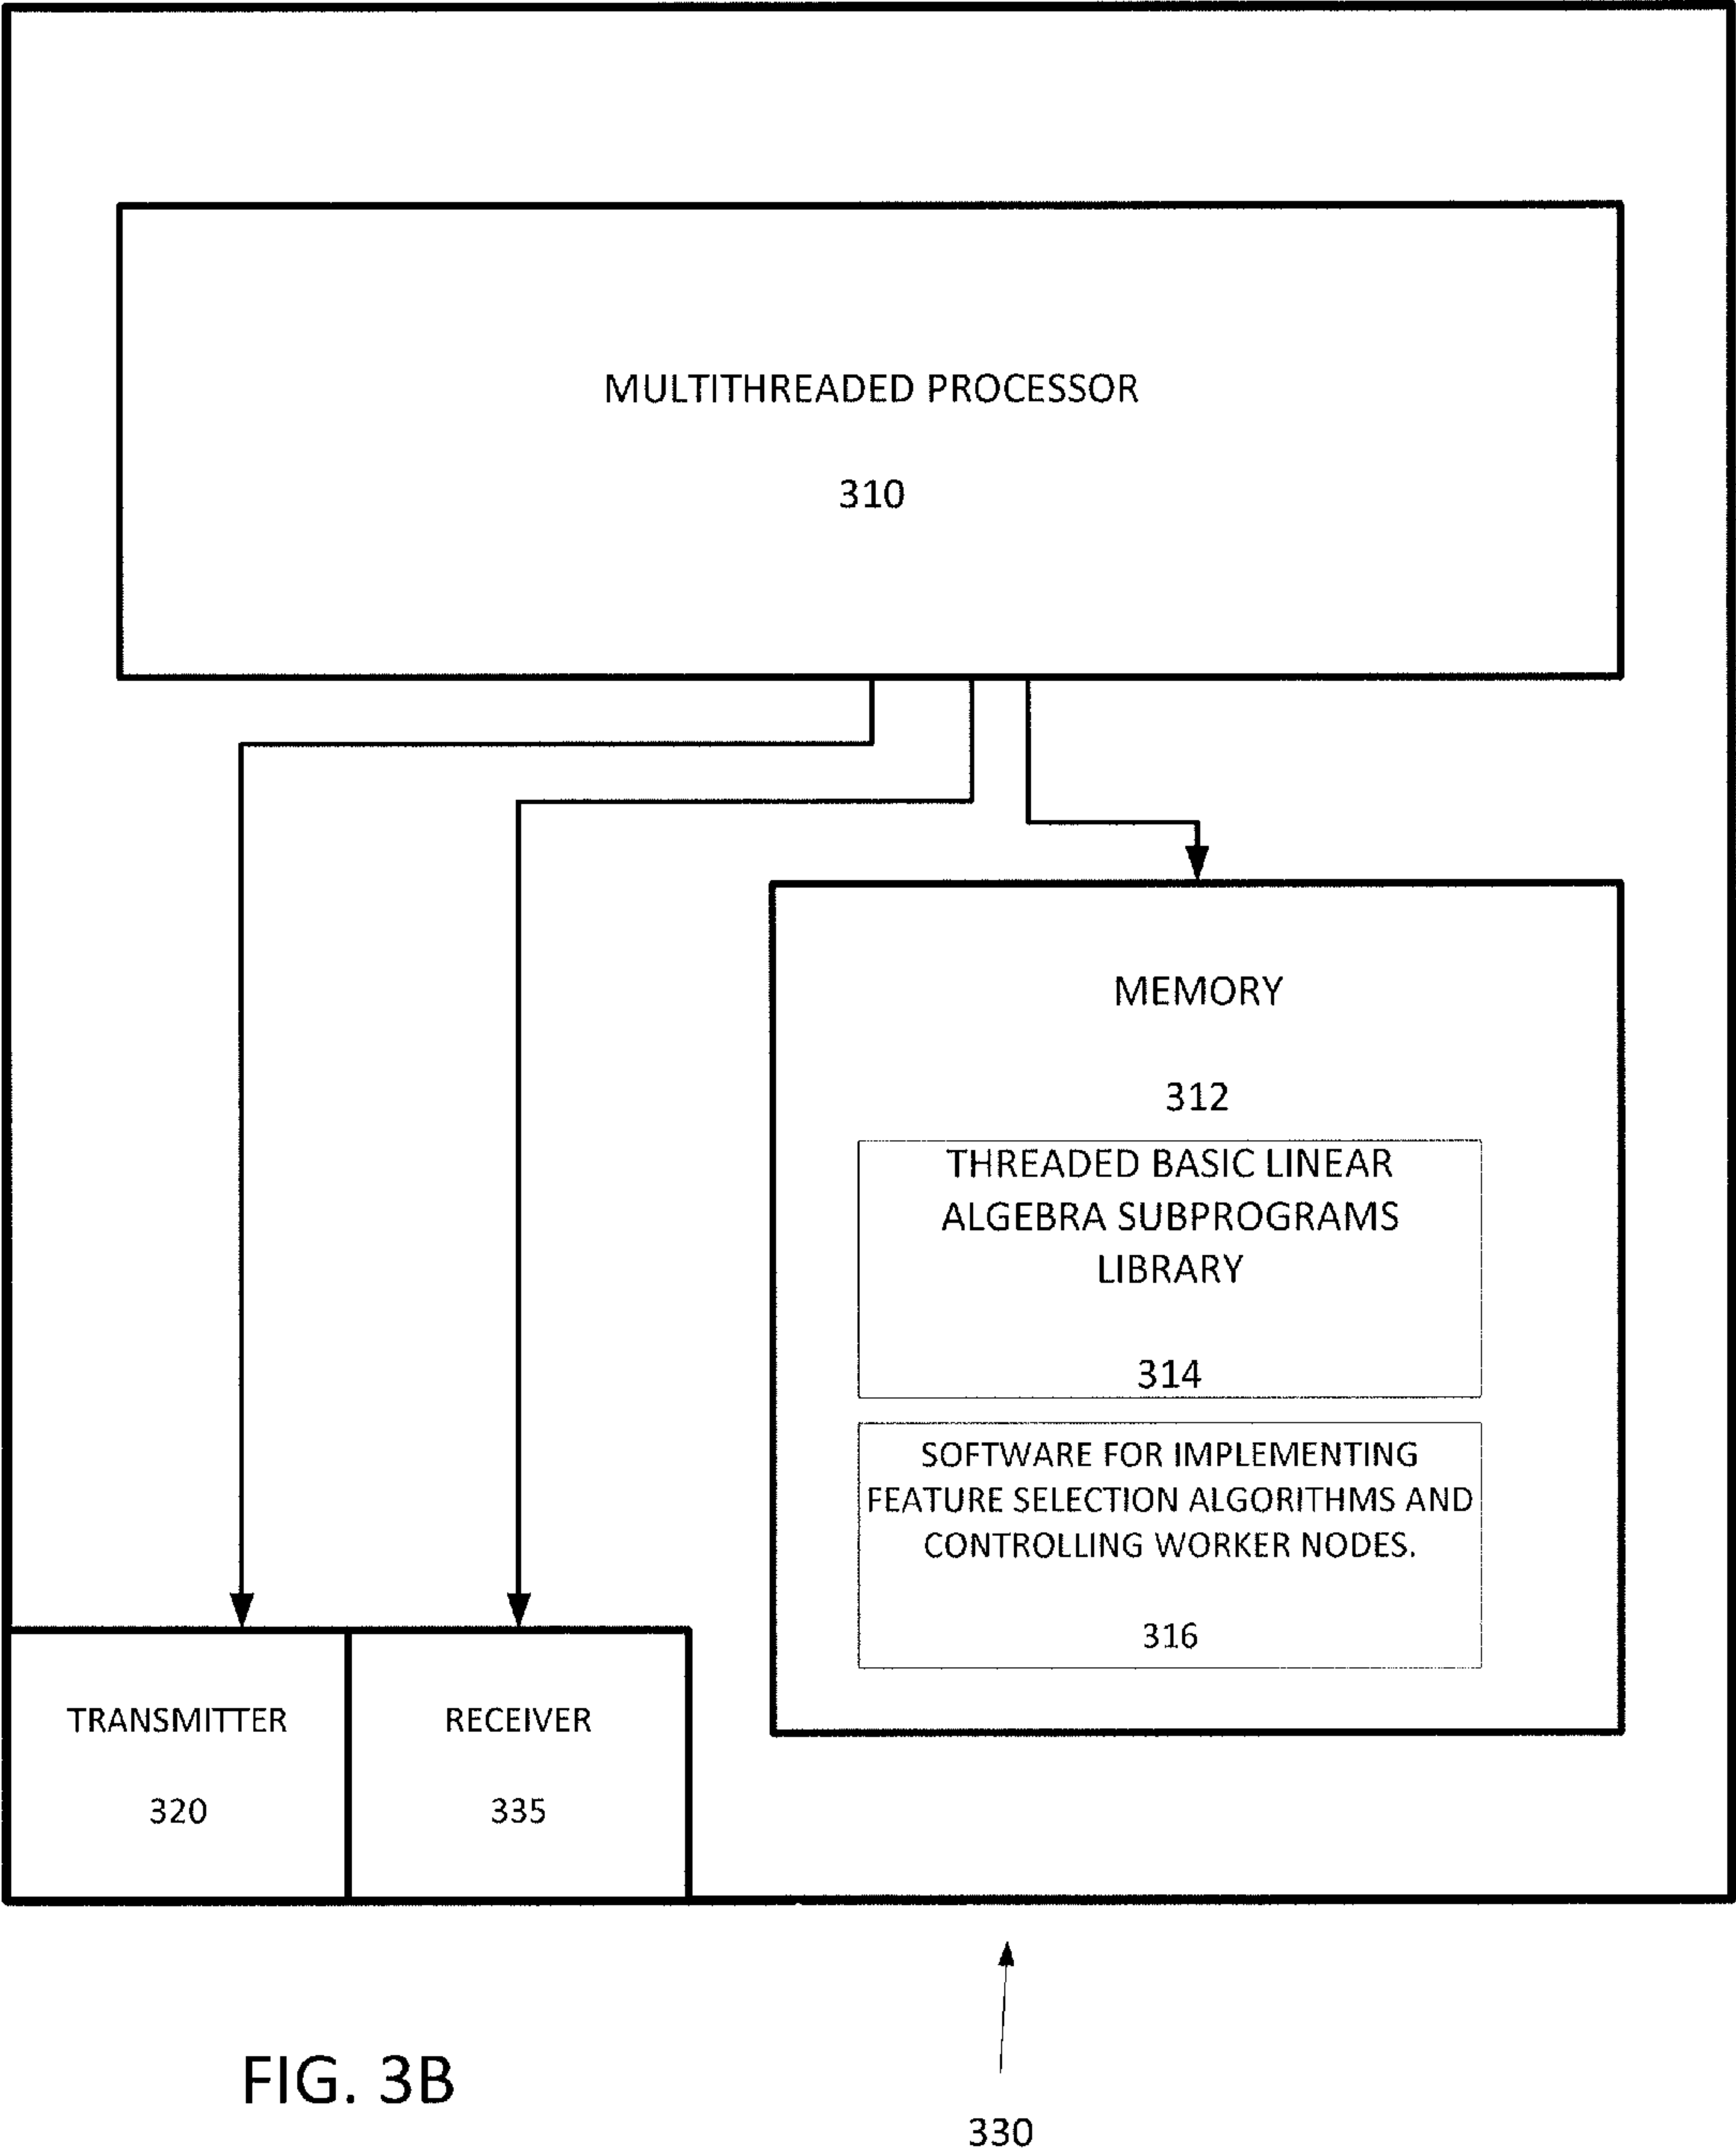 MULTITHREADED PROCESSOR
310
MEMORY
312
THREADED BASIC LINEAR
ALGEBRA SUBPROGRAMS
LIBRARY
314
SOFTWARE FOR IMPLEMENTING
FEATURE SELECTION ALGORITHMS AND
CONTROLLING WORKER NODES.
316
TRANSMITTER
320
RECEIVER
335
FIG. 3B
330